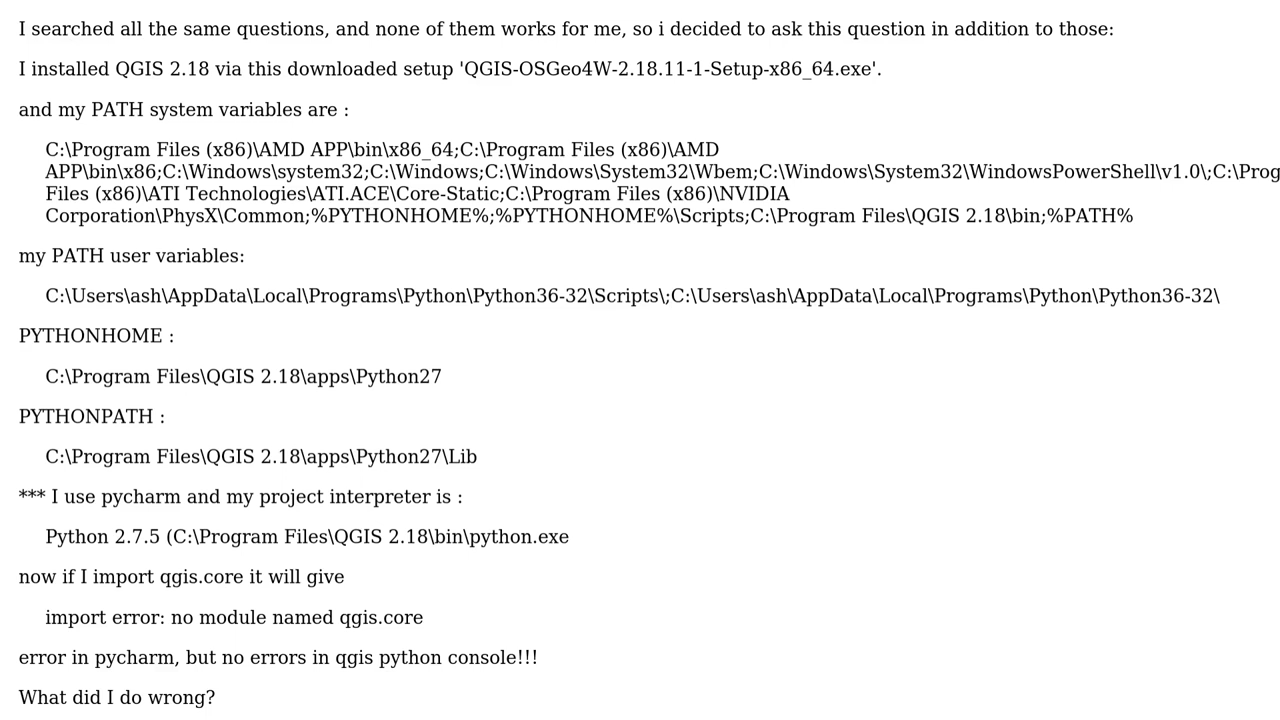 I searched all the same questions, and none of them works for me, so i decided to ask this question in addition to those:
I installed QGIS 2.18 via this downloaded setup 'QGIS-OSGeo4W-2.18.11-1-Setup-x86_64.exe'.
and my PATH system variables are :
C:\Program Files (x86)\AMD APP\bin\x86_64;C:\Program Files (x86)\AMD
APP\bin\x86;C:\Windows\system32;C:\Windows;C:\Windows\System32\Wbem;C:\Windows\System32\WindowsPowerShell\v1.0\;C:\Prog
Files (x86)\ATI Technologies\ATI.ACE\Core-Static;C:\Program Files (x86)\NVIDIA
Corporation\PhysX\Common;%PYTHONHOME%;%PYTHONHOME%\Scripts;C:\Program Files\QGIS 2.18\bin;%PATH%
my PATH user variables:
C:\Users\ash\AppData\Local\Programs\Python\Python36-32\Scripts\;C:\Users\ash\AppData\Local\Programs\Python\Python36-32\
PYTHONHOME :
C:\Program Files\QGIS 2.18\apps\Python27
PYTHONPATH :
C:\Program Files\QGIS 2.18\apps\Python27\Lib
*** I use pycharm and my project interpreter is :
Python 2.7.5 (C:\Program Files\QGIS 2.18\bin\python.exe
now if I import qgis.core it will give
import error: no module named qgis.core
error in pycharm, but no errors in qgis python console!!!
What did I do wrong?